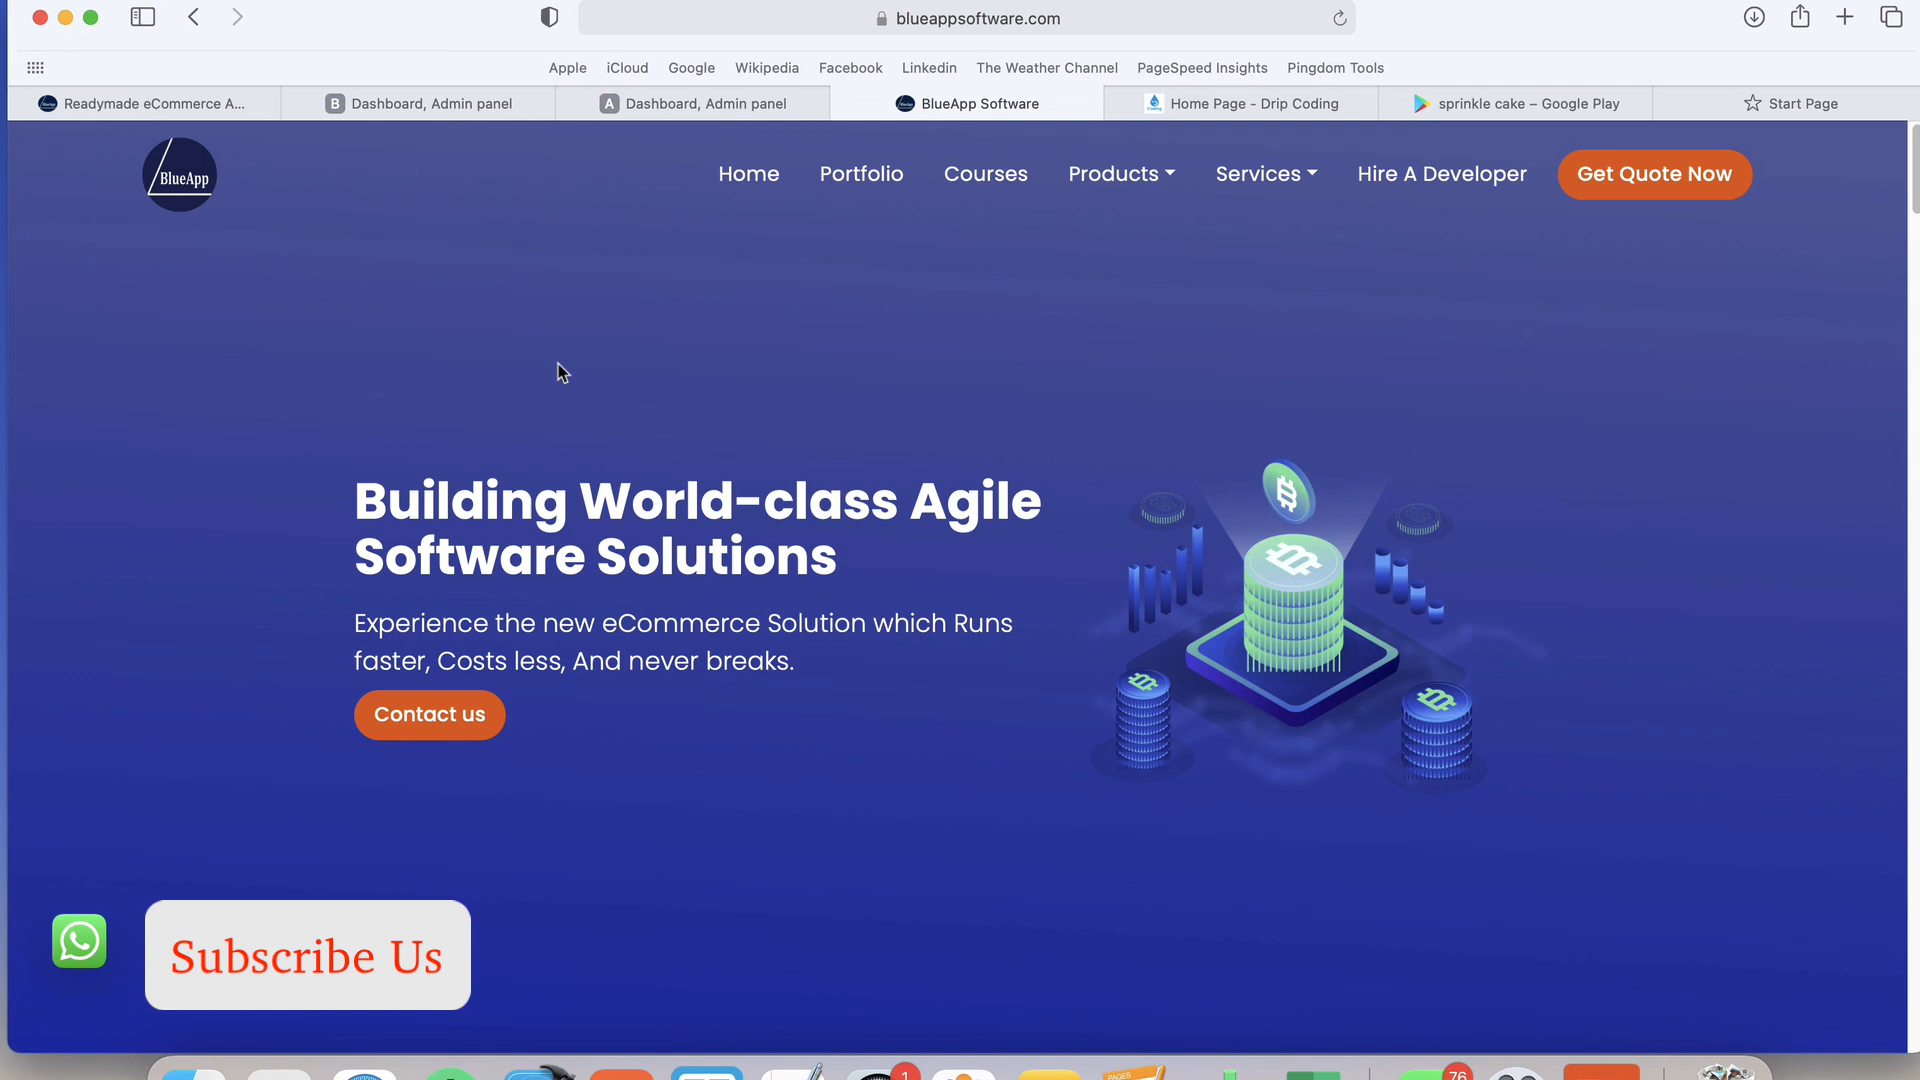 blueappsoftware.com
Apple iCloud Google Wikipedia Facebook Linkedin The Weather Channel PageSpeed Insights Pingdom Tools
Readymade eCommerce A... B Dashboard, Admin panel A Dashboard, Admin panel BlueApp Software Home Page - Drip Coding sprinkle cake – Google Play Start Page
BlueApp
Home Portfolio Courses Products Services Hire A Developer Get Quote Now
Building World-class Agile
Software Solutions
Experience the new eCommerce Solution which Runs
faster, Costs less, And never breaks.
Contact us
Subscribe Us
1
PAGES
76